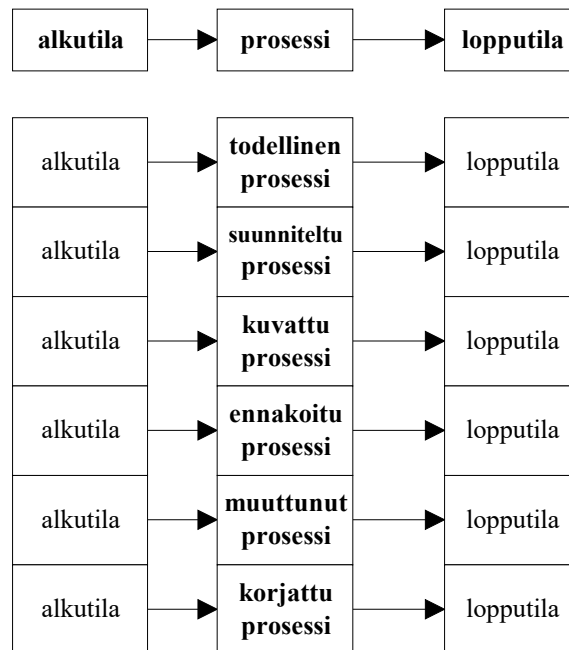 alkutila prosessi lopputila
alkutila todellinen prosessi lopputila
alkutila suunniteltu prosessi lopputila
alkutila kuvattu prosessi lopputila
alkutila ennakoitu prosessi lopputila
alkutila muuttunut prosessi lopputila
alkutila korjattu prosessi lopputila